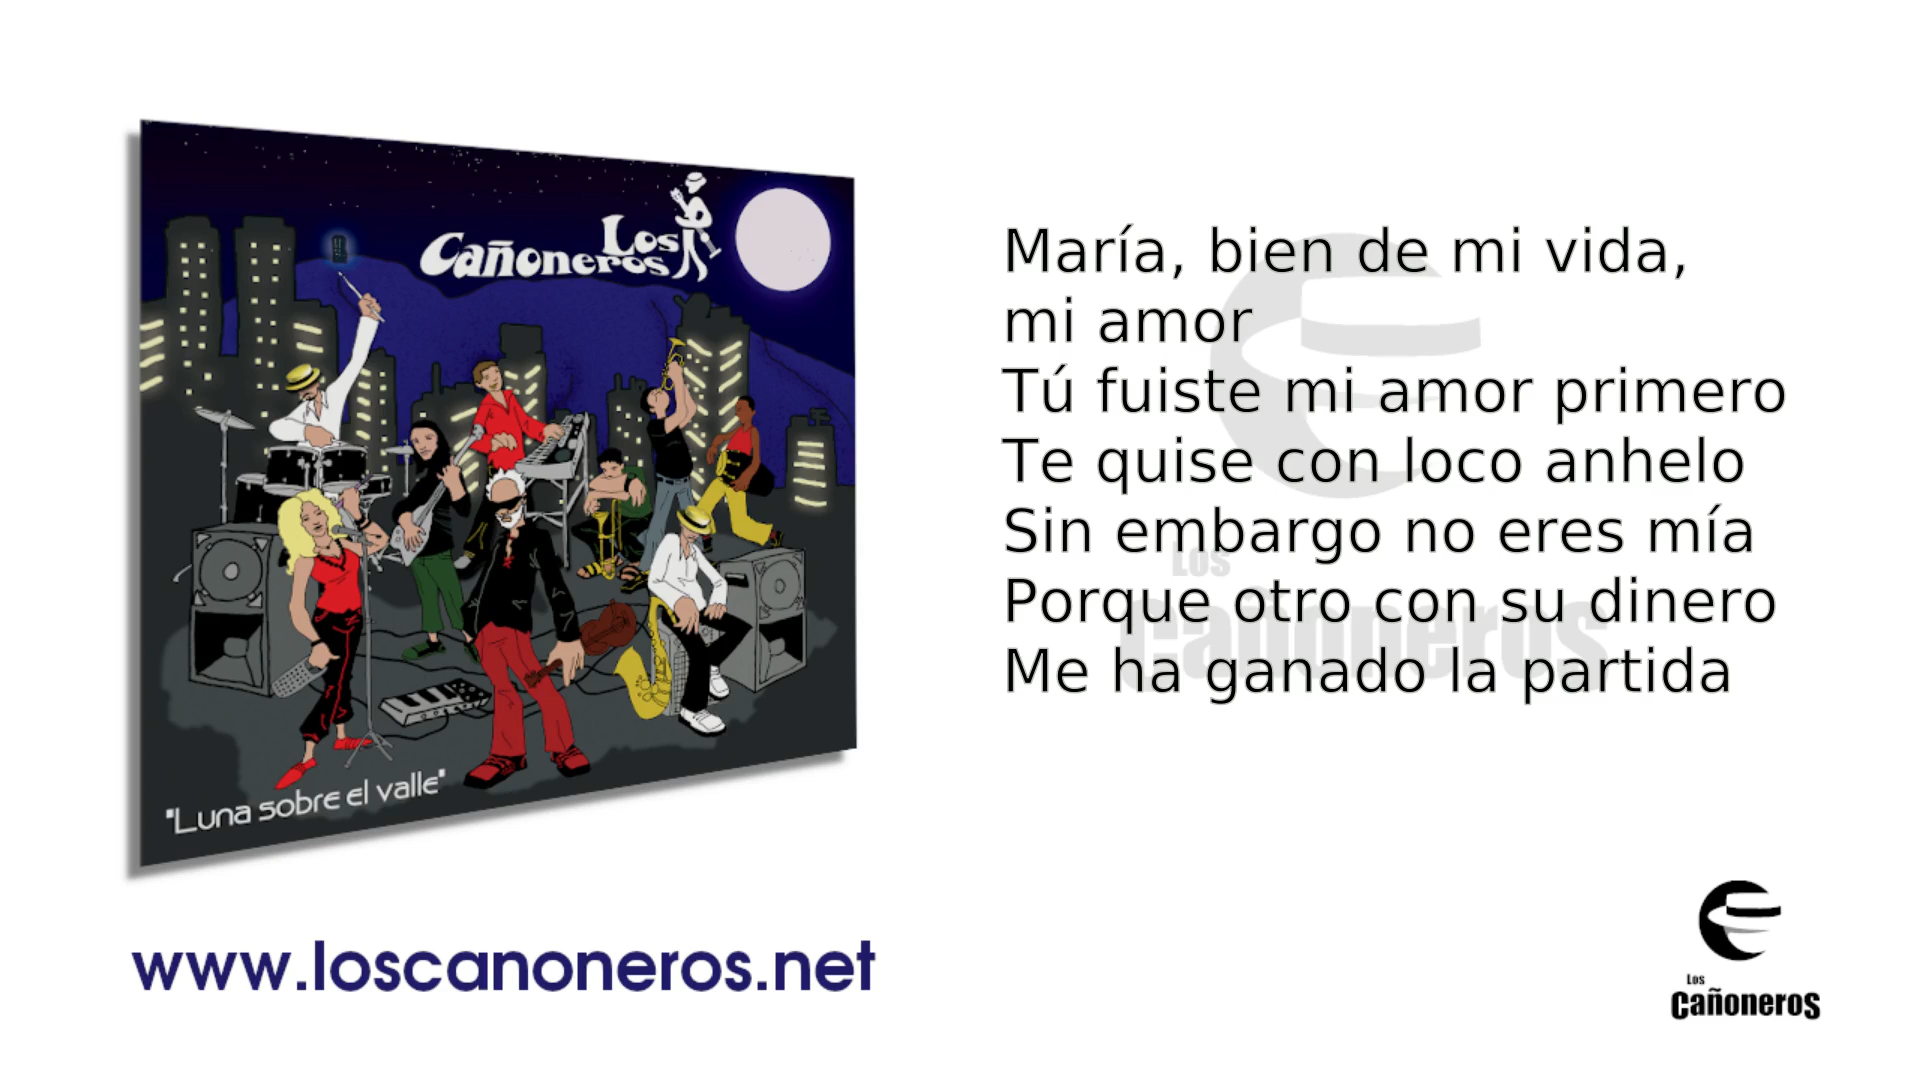 Los
Cañoneros
"Luna sobre el valle"
www.loscanoneros.net
María, bien de mi vida,
mi amor
Tú fuiste mi amor primero
Te quise con loco anhelo
Sin embargo no eres mía
Porque otro con su dinero
Me ha ganado la partida
Los
Cañoneros
Los
Cañoneros